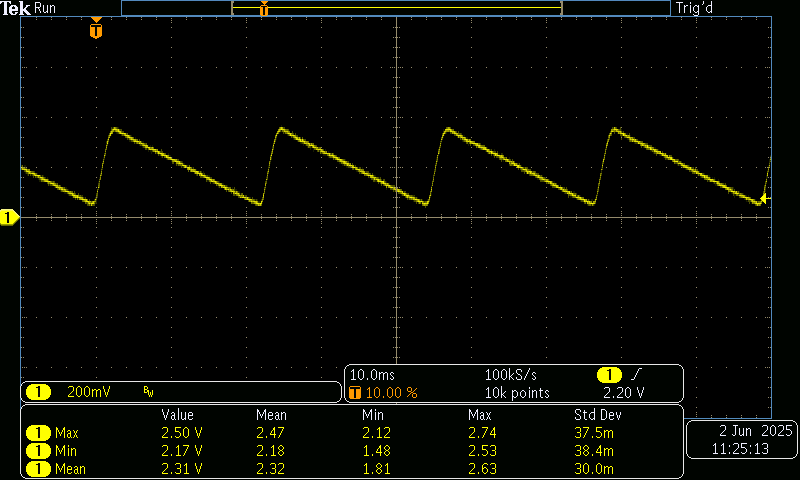 Tek Run Trig'd
T
T
1
1 200mV BW
10.0ms 100kS/s 1
T 10.00 % 10k points 2.20 V
Value Mean Min Max Std Dev
1 Max 2.50 V 2.47 2.12 2.74 37.5m
1 Min 2.17 V 2.18 1.48 2.53 38.4m
1 Mean 2.31 V 2.32 1.81 2.63 30.0m
2 Jun 2025
11:25:13